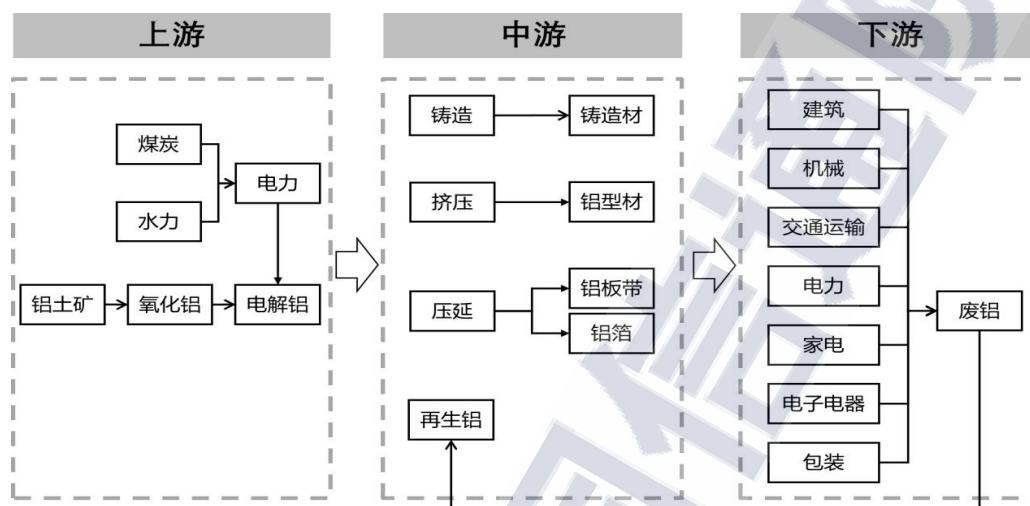 上游
中游
下游
煤炭
水力
电力
铝土矿
氧化铝
电解铝
铸造
铸造材
挤压
铝型材
压延
铝板带
铝箔
再生铝
建筑
机械
交通运输
电力
家电
电子电器
包装
废铝